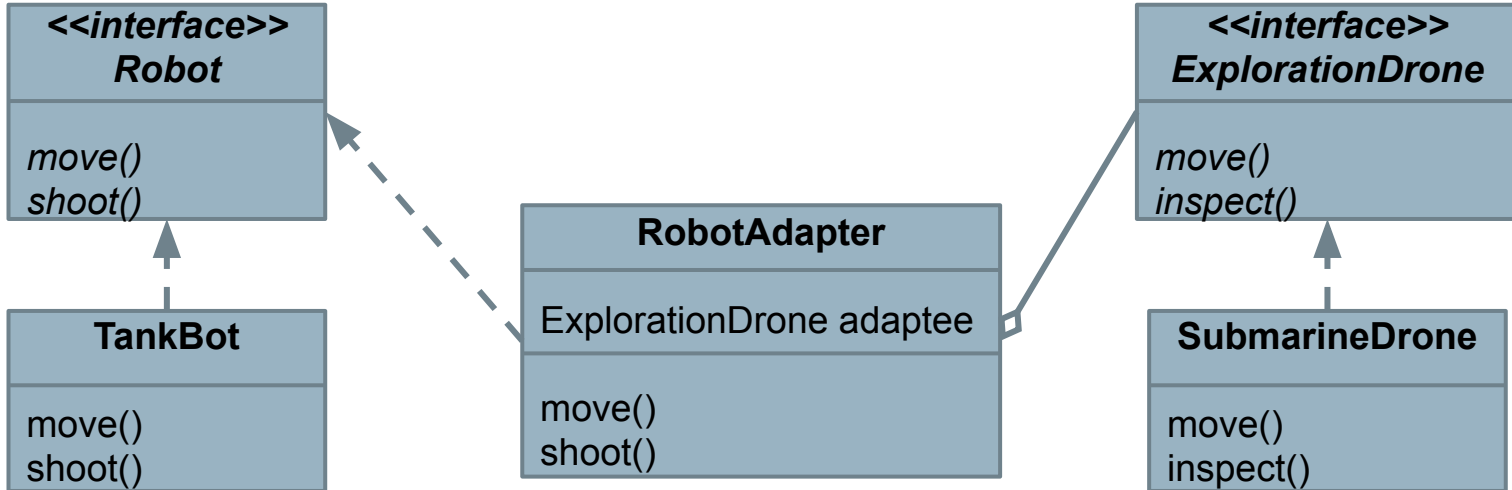 <<interface>>
Robot
move()
shoot()
TankBot
move()
shoot()
RobotAdapter
ExplorationDrone adaptee
move()
shoot()
<<interface>>
ExplorationDrone
move()
inspect()
SubmarineDrone
move()
inspect()